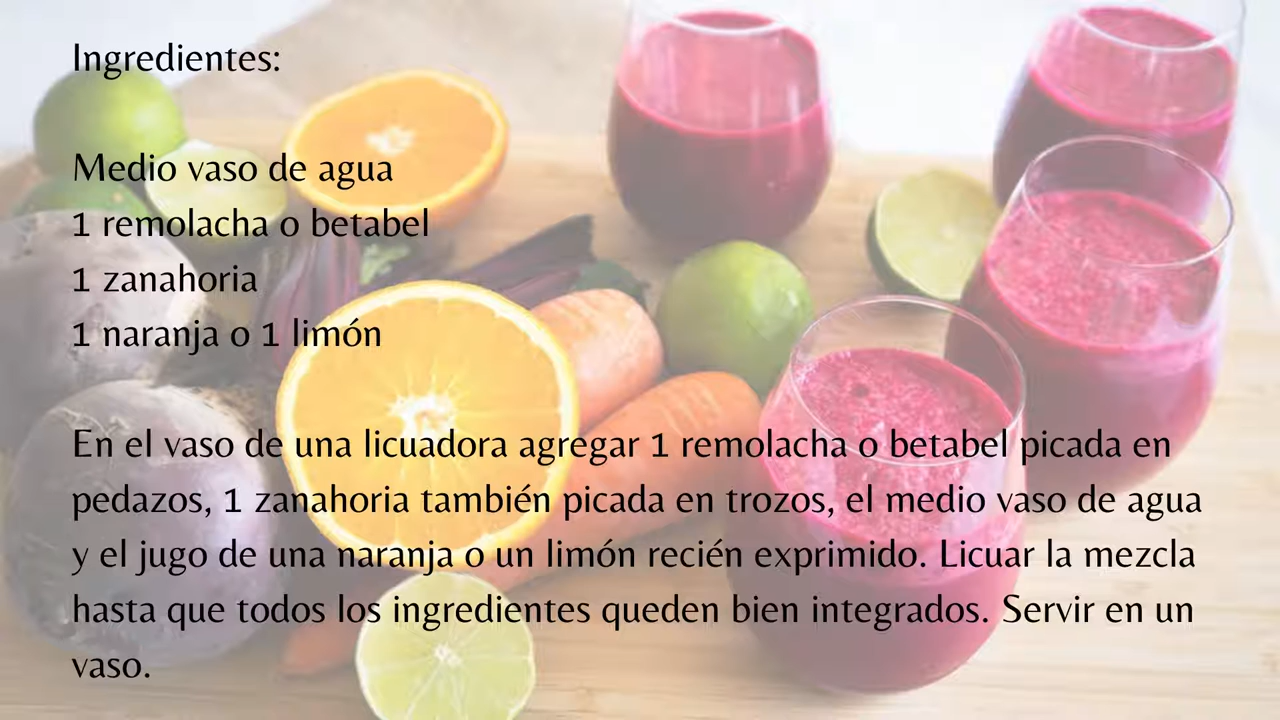 Ingredientes:
Medio vaso de agua
1 remolacha o betabel
1 zanahoria
1 naranja o 1 limón
En el vaso de una licuadora agregar 1 remolacha o betabel picada en
pedazos, 1 zanahoria también picada en trozos, el medio vaso de agua
y el jugo de una naranja o un limón recién exprimido. Licuar la mezcla
hasta que todos los ingredientes queden bien integrados. Servir en un
vaso.